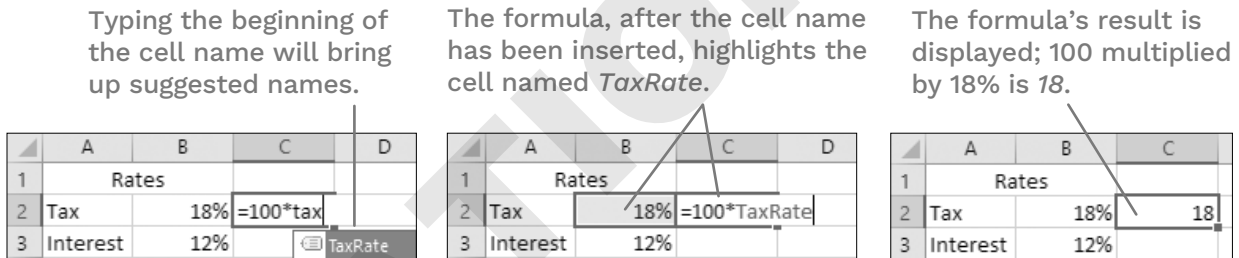 Typing the beginning of
the cell name will bring
up suggested names.
The formula, after the cell name
has been inserted, highlights the
cell named TaxRate.
The formula’s result is
displayed; 100 multiplied
by 18% is 18.
A B C D
1 Rates
2 Tax 18% =100*tax
3 Interest 12% TaxRate
A B C D
1 Rates
2 Tax 18% =100*TaxRate
3 Interest 12%
A B C
1 Rates
2 Tax 18% 18
3 Interest 12%